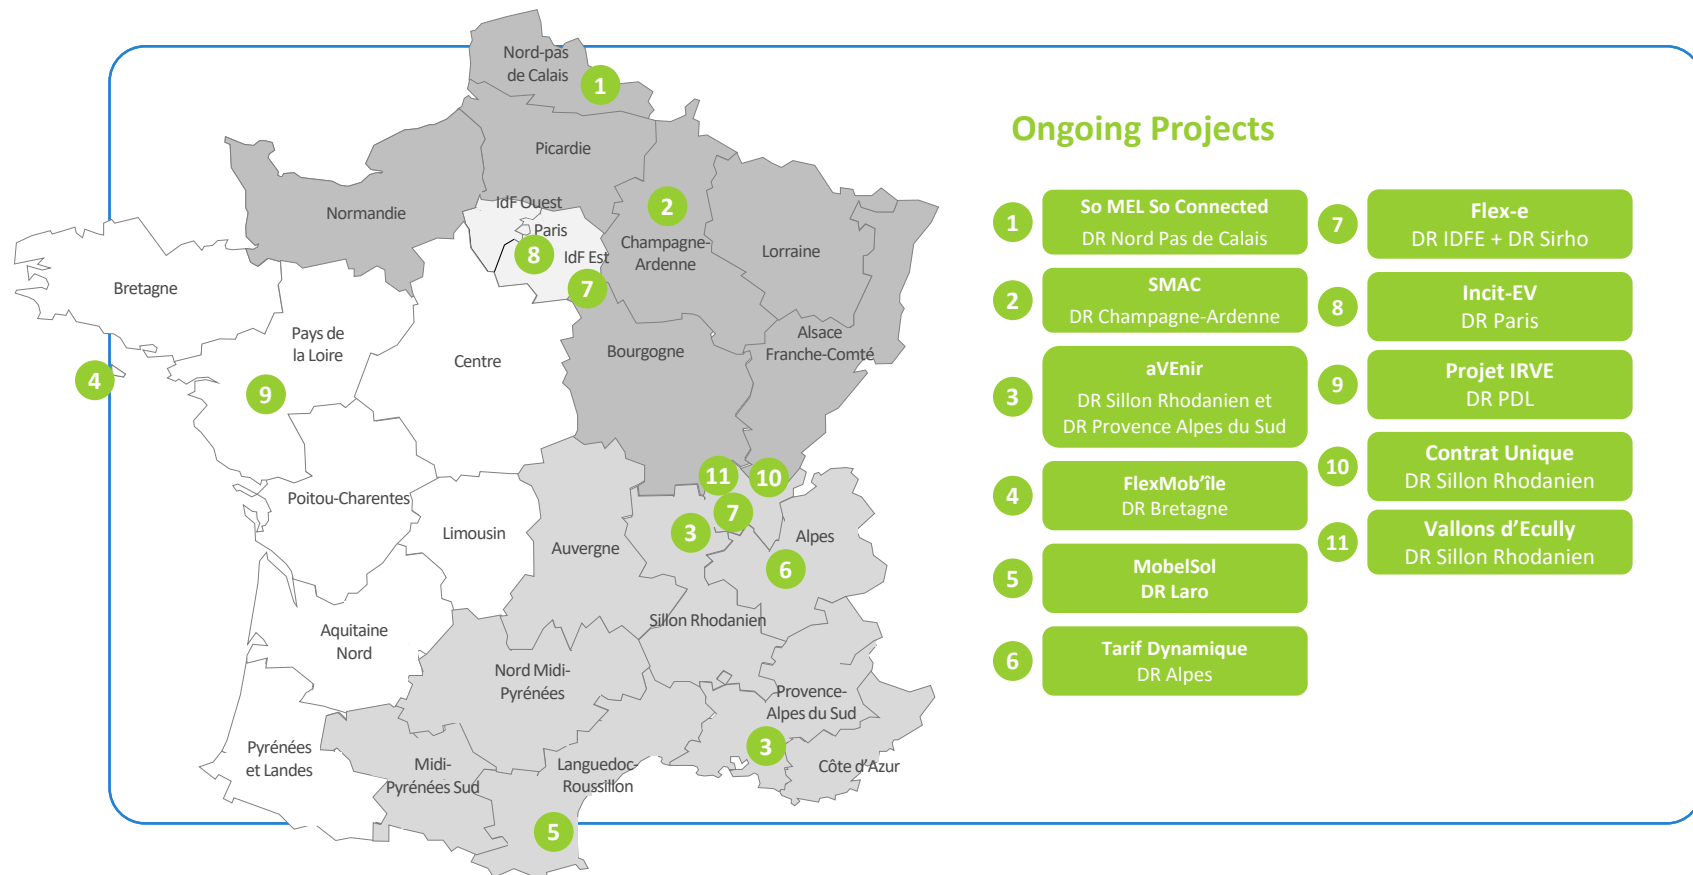 Nord-pas
de Calais
1
Picardie
Normandie
IdF Ouest
Paris
8
IdF Est
7
2
Champagne-
Ardenne
Lorraine
Bretagne
Pays de
la Loire
Centre
Bourgogne
Alsace
Franche-Comté
4
9
11
10
Poitou-Charentes
7
Limousin
3
Alpes
Auvergne
6
Sillon Rhodanien
Aquitaine
Nord
Nord Midi-
Pyrénées
Provence-
Alpes du Sud
3
Pyrénées
et Landes
Midi-
Pyrénées Sud
Languedoc-
Roussillon
Côte d'Azur
5
Ongoing Projects
1
So MEL So Connected
DR Nord Pas de Calais
2
SMAC
DR Champagne-Ardenne
3
aVEnir
DR Sillon Rhodanien et
DR Provence Alpes du Sud
4
FlexMob’île
DR Bretagne
5
MobelSol
DR Laro
6
Tarif Dynamique
DR Alpes
7
Flex-e
DR IDFE + DR Sirho
8
Incit-EV
DR Paris
9
Projet IRVE
DR PDL
10
Contrat Unique
DR Sillon Rhodanien
11
Vallons d’Ecully
DR Sillon Rhodanien